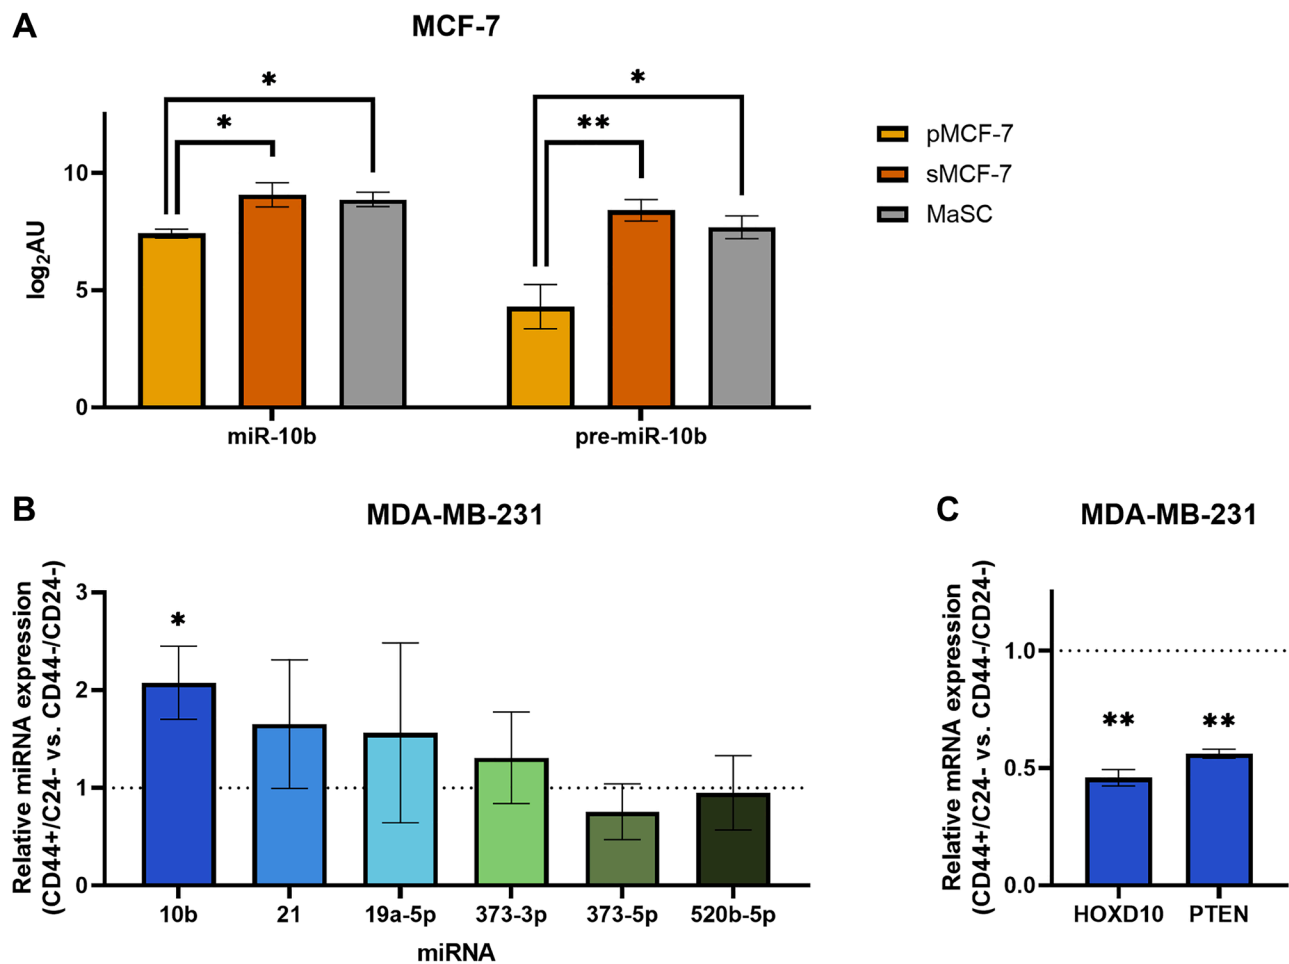 A
MCF-7
*
*
*
**
10
5
0
log₂AU
miR-10b
pre-miR-10b
pMCF-7
sMCF-7
MaSC
B
MDA-MB-231
Relative miRNA expression
(CD44+/C24- vs. CD44-/CD24-)
3
2
1
0
*
10b
21
19a-5p
373-3p
373-5p
520b-5p
miRNA
C
MDA-MB-231
Relative mRNA expression
(CD44+/C24- vs. CD44-/CD24-)
1.0
0.5
0.0
**
**
HOXD10
PTEN